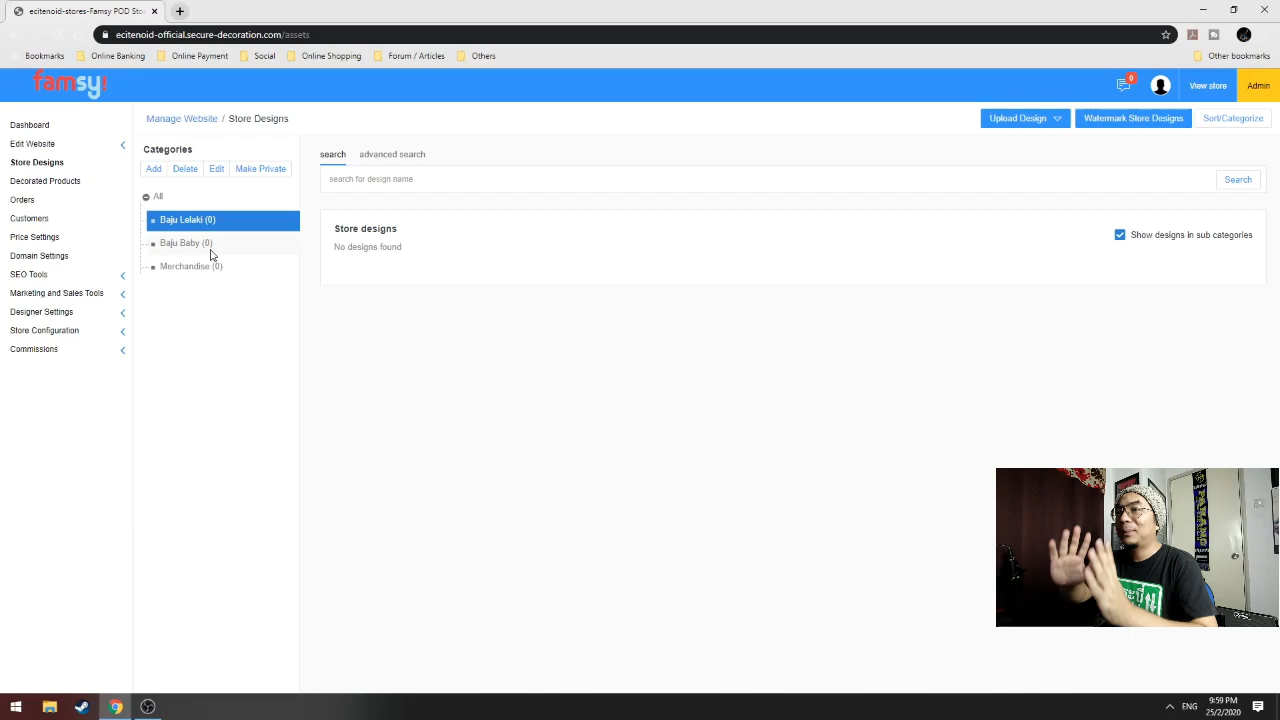 ecitenoid-stores-Famsy POD Stor
ecitenoid-official.secure-decoration.com/assets
Bookmarks
Online Banking
Online Payment
Social
Online Shopping
Forum / Articles
Others
Other bookmarks
famsy!
0
View store
Admin
Dashboard
Edit Website
Store Designs
Decorated Products
Orders
Customers
Price Settings
Domain Settings
SEO Tools
Marketing and Sales Tools
Designer Settings
Store Configuration
Commissions
Manage Website / Store Designs
Upload Design
Watermark Store Designs
Sort/Categorize
Categories
Add Delete Edit Make Private
All
Baju Lelaki (0)
Baju Baby (0)
Merchandise (0)
search advanced search
search for design name
Search
Store designs
Show designs in sub categories
No designs found
ENG
9:59 PM
25/2/2020